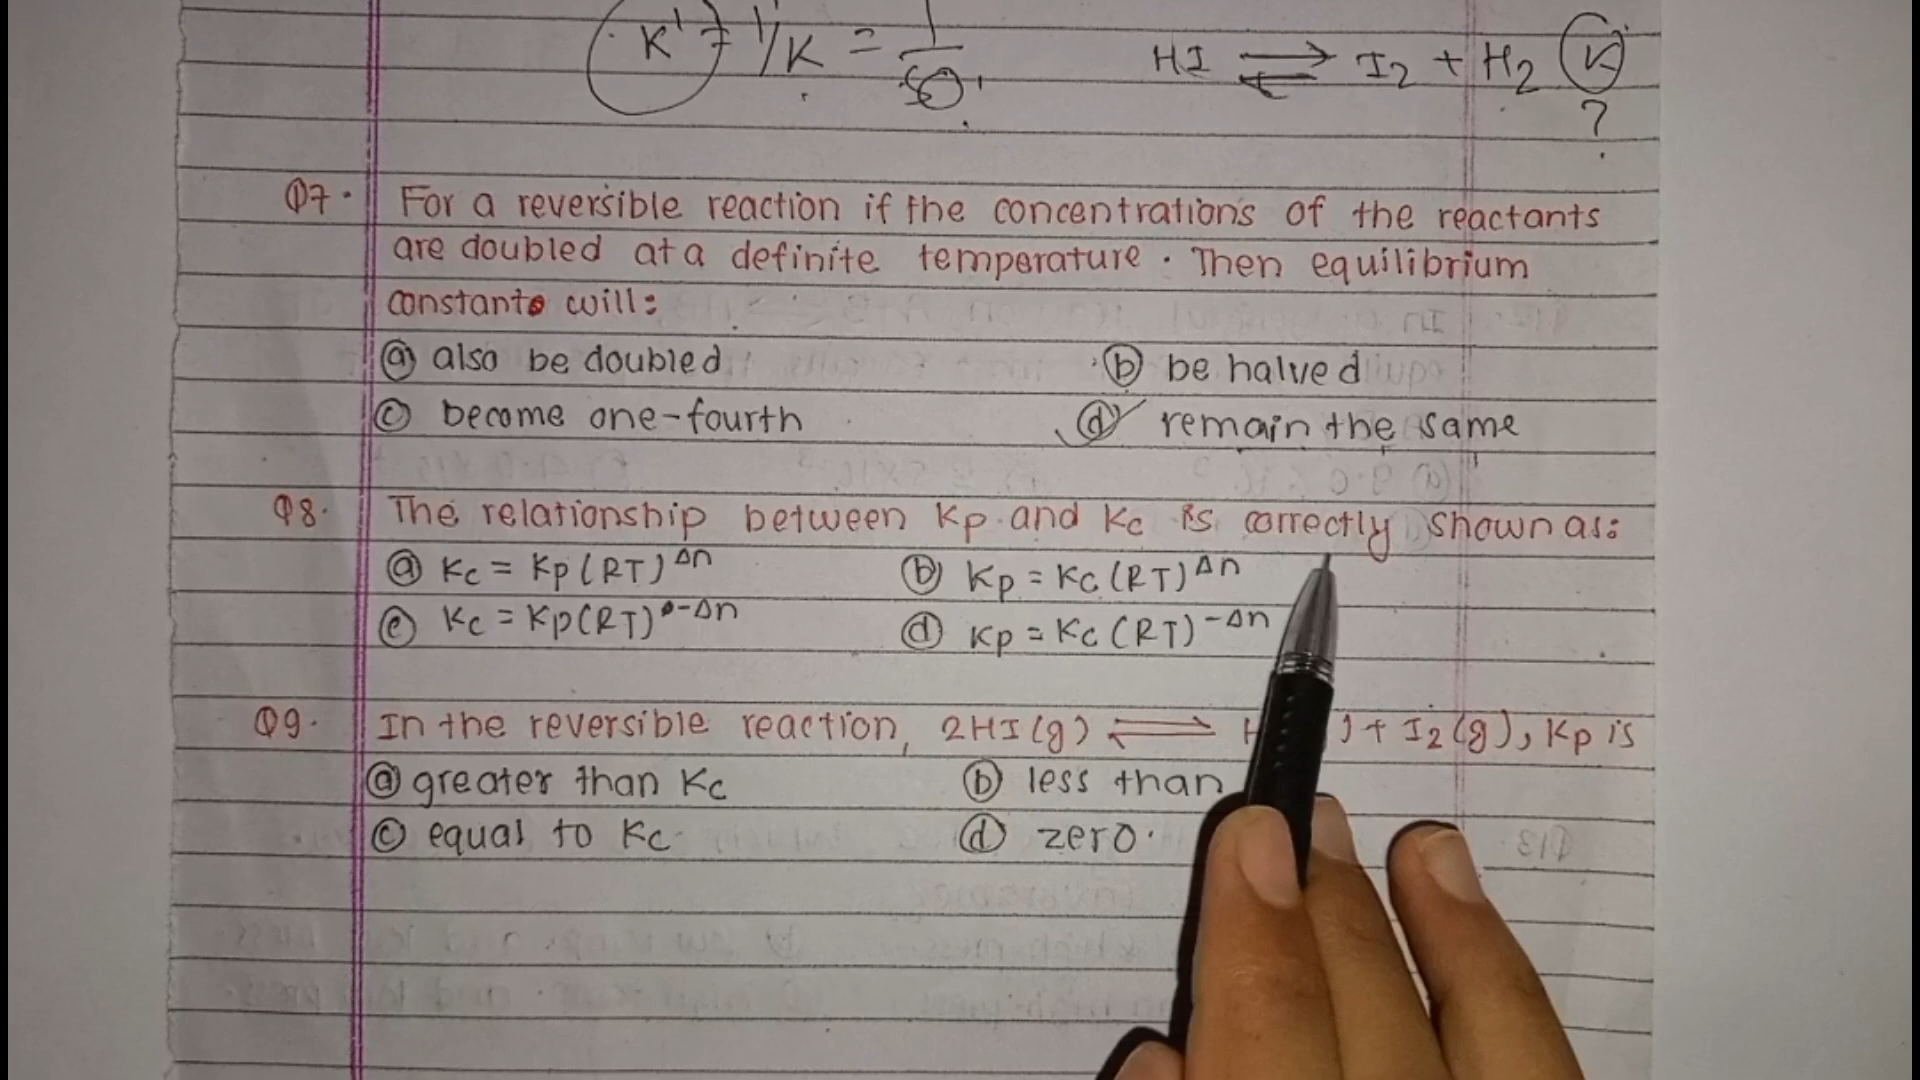 K' = 1/K = 1/50. HI ⇌ I2 + H2 (K)
?
Q7. For a reversible reaction if the concentrations of the reactants
are doubled at a definite temperature. Then equilibrium
constant will:
(a) also be doubled (b) be halved
(c) become one-fourth (d) remain the same
Q8. The relationship between Kp and Kc is correctly shown as:
(a) Kc = Kp (RT)^Δn (b) Kp = Kc (RT)^Δn
(c) Kc = Kp (RT)^-Δn (d) Kp = Kc (RT)^-Δn
Q9. In the reversible reaction, 2HI(g) ⇌ ) + I2(g), Kp is
(a) greater than Kc (b) less than
(c) equal to Kc (d) zero.